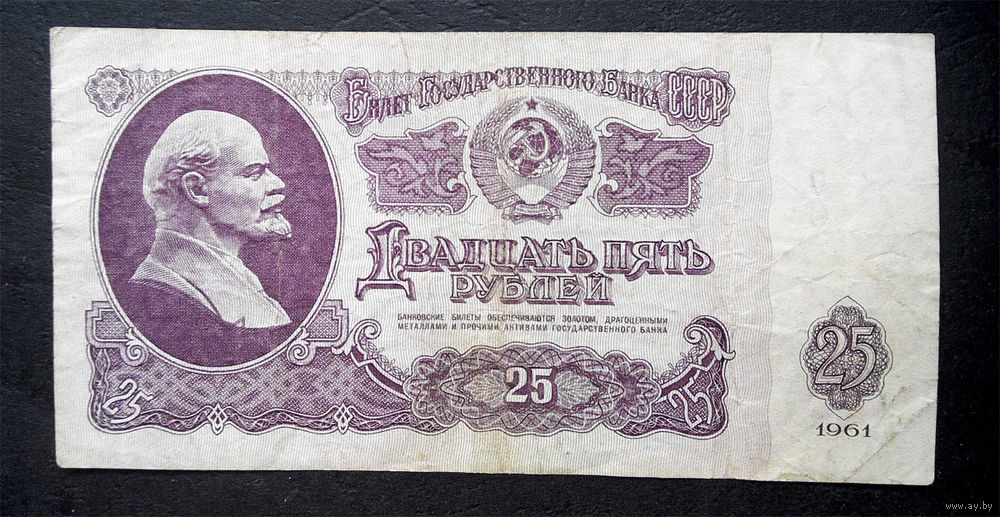 Билет Государственного Банка СССР
Двадцать пять
рублей
БАНКОВСКИЕ БИЛЕТЫ ОБЕСПЕЧИВАЮТСЯ ЗОЛОТОМ, ДРАГОЦЕННЫМИ
МЕТАЛЛАМИ И ПРОЧИМИ АКТИВАМИ ГОСУДАРСТВЕННОГО БАНКА
25
25
25
25
1961
www.ay.by